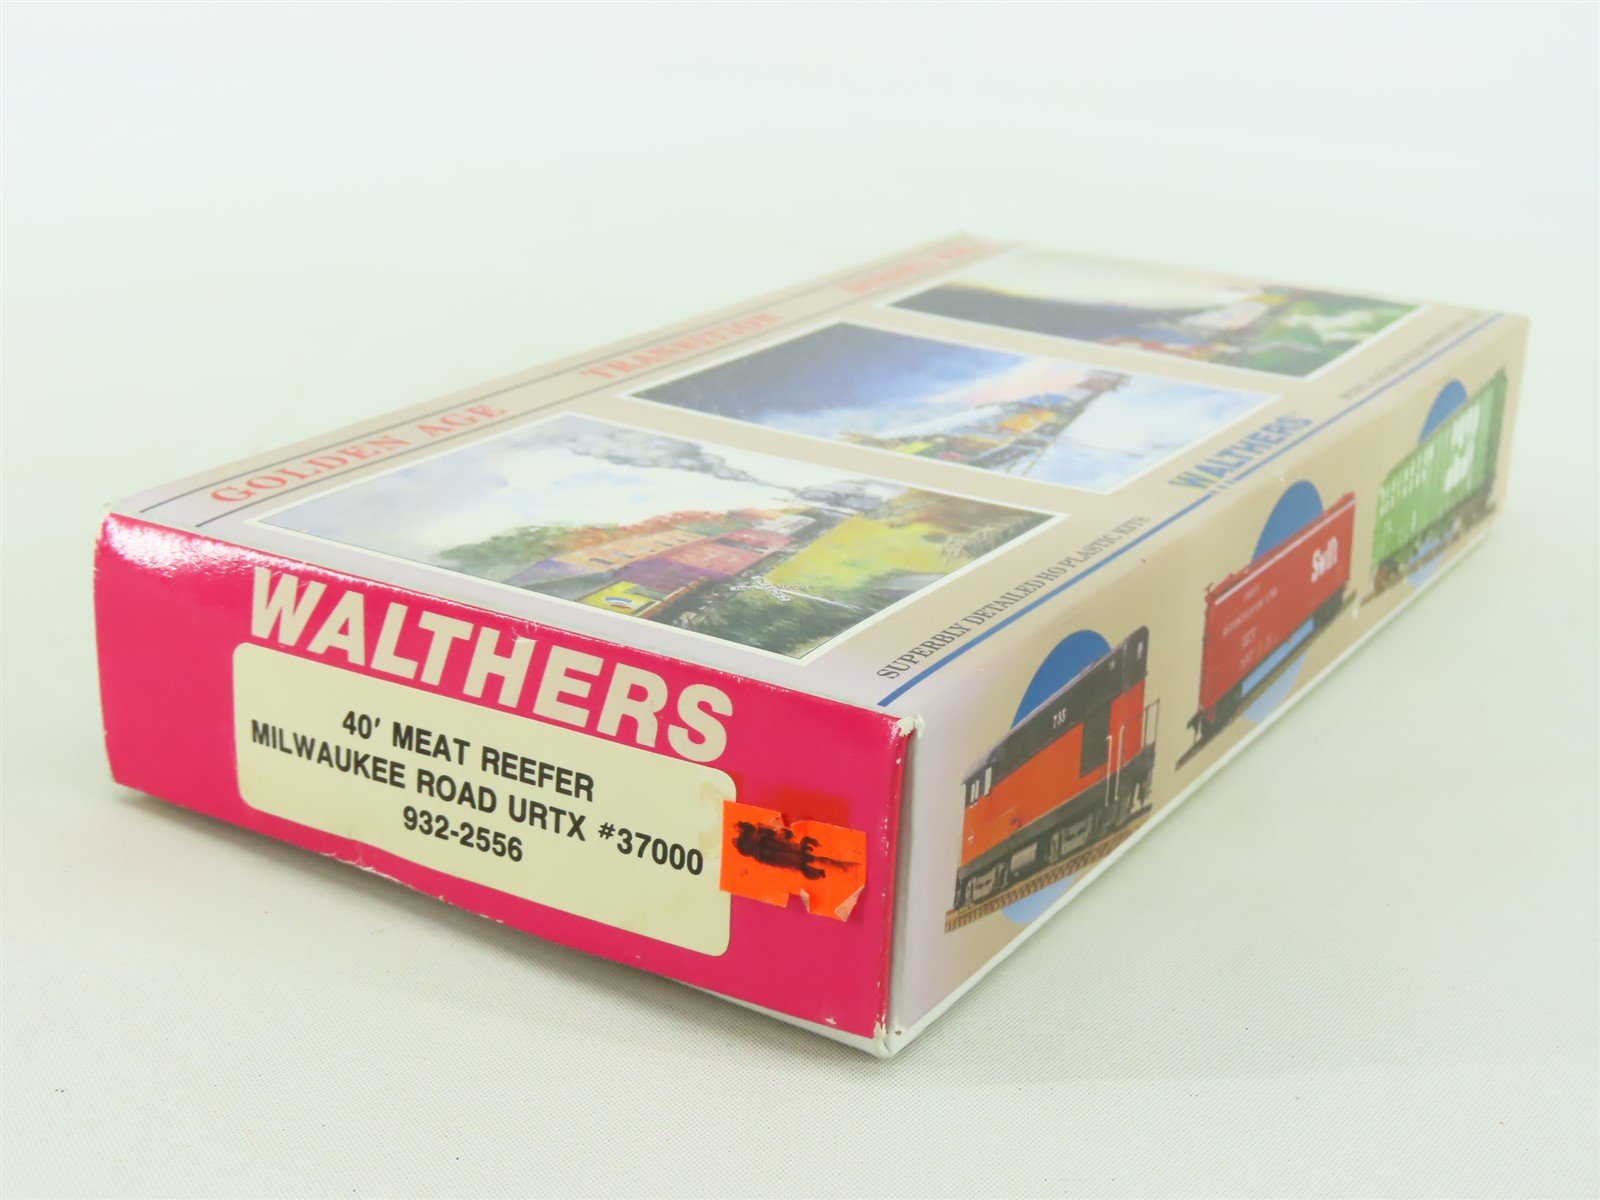 GOLDEN AGE
TRANSITION
WALTHERS
SUPERBLY DETAILED HO PLASTIC KITS
Swift
735
WALTHERS
40' MEAT REEFER
MILWAUKEE ROAD URTX #37000
932-2556